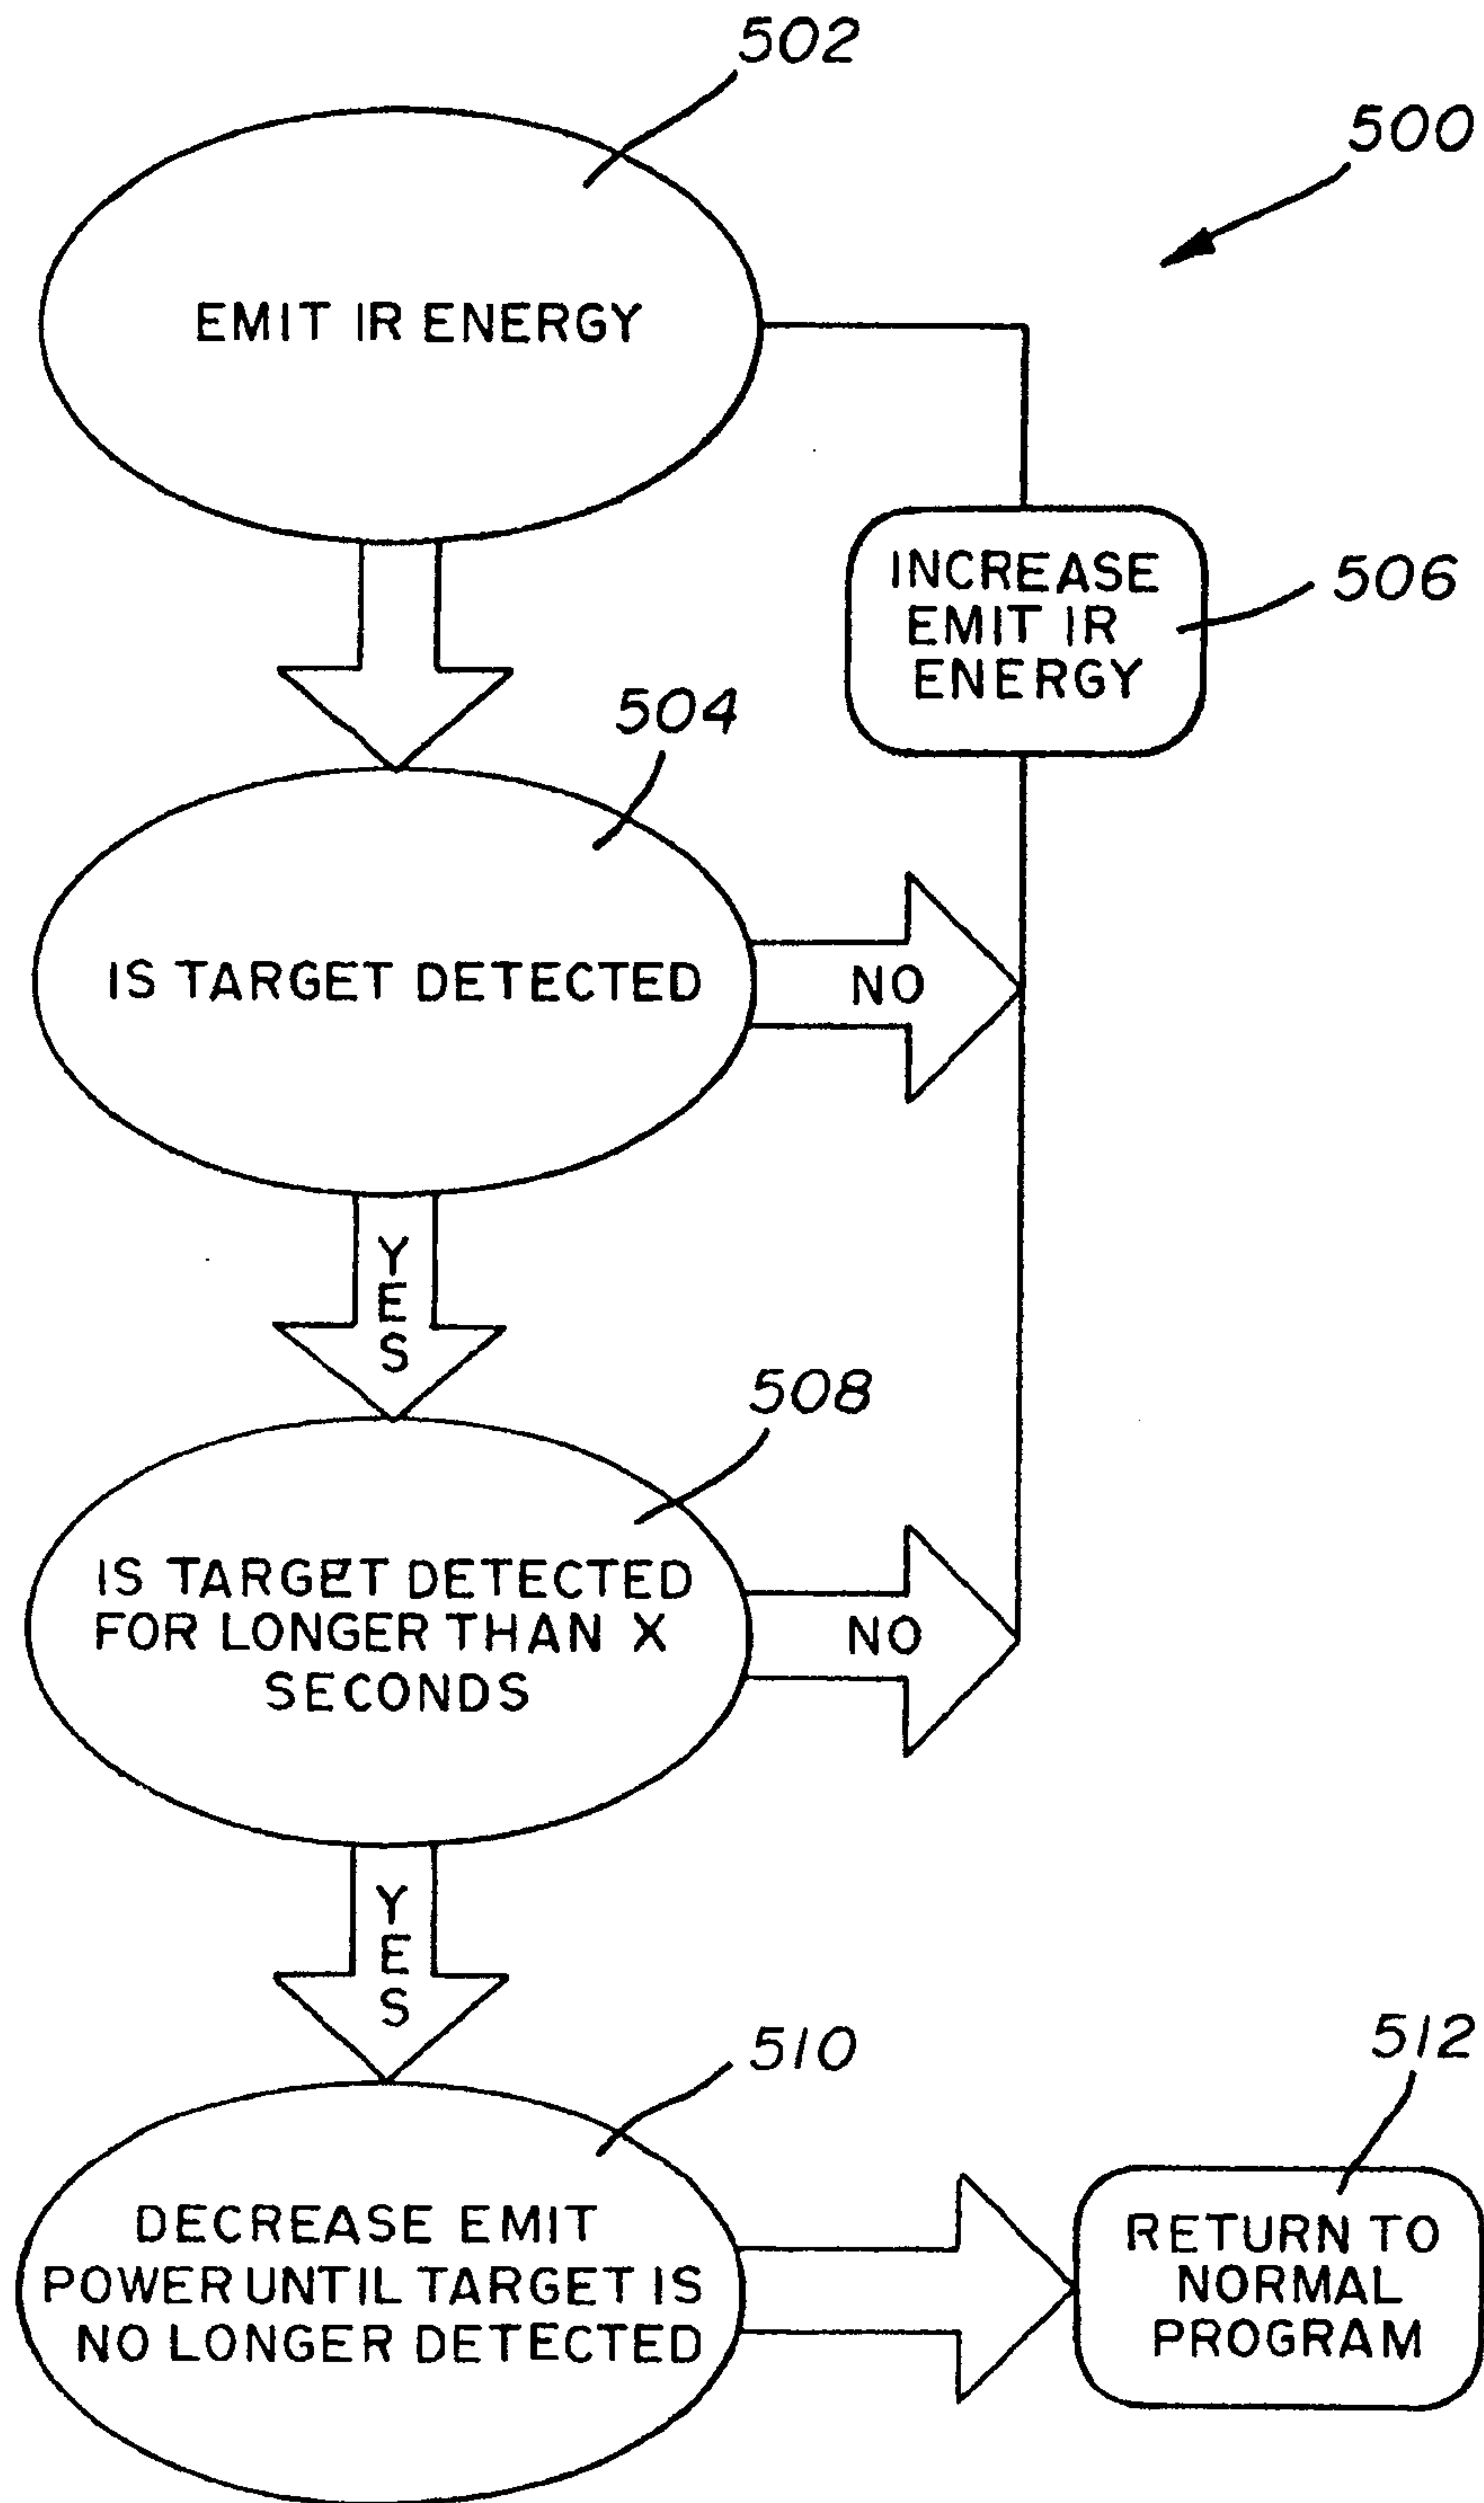 502
500
EMIT IR ENERGY
INCREASE
EMIT IR
ENERGY
506
504
IS TARGET DETECTED
NO
YES
508
IS TARGET DETECTED
FOR LONGER THAN X
SECONDS
NO
YES
510
512
DECREASE EMIT
POWER UNTIL TARGET IS
NO LONGER DETECTED
RETURN TO
NORMAL
PROGRAM